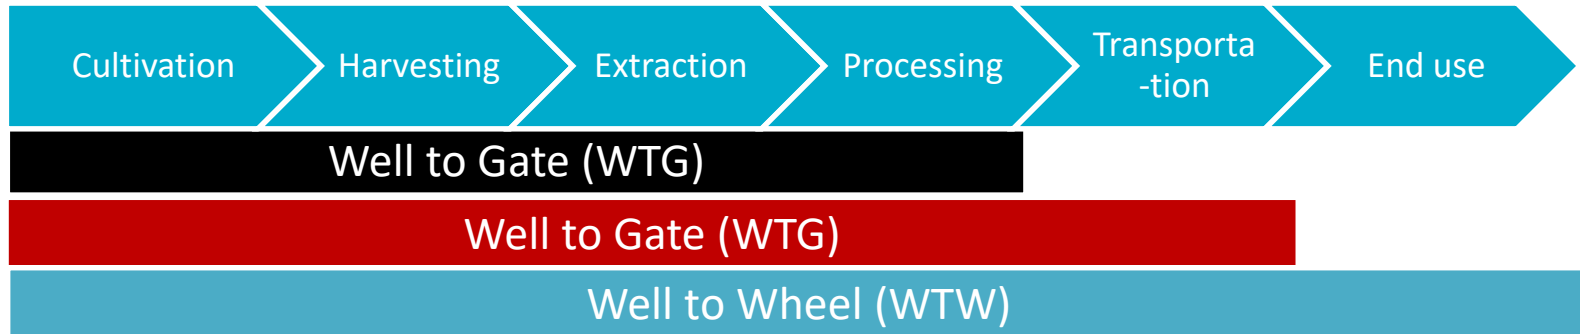 Cultivation
Harvesting
Extraction
Processing
Transporta
-tion
End use
Well to Gate (WTG)
Well to Gate (WTG)
Well to Wheel (WTW)